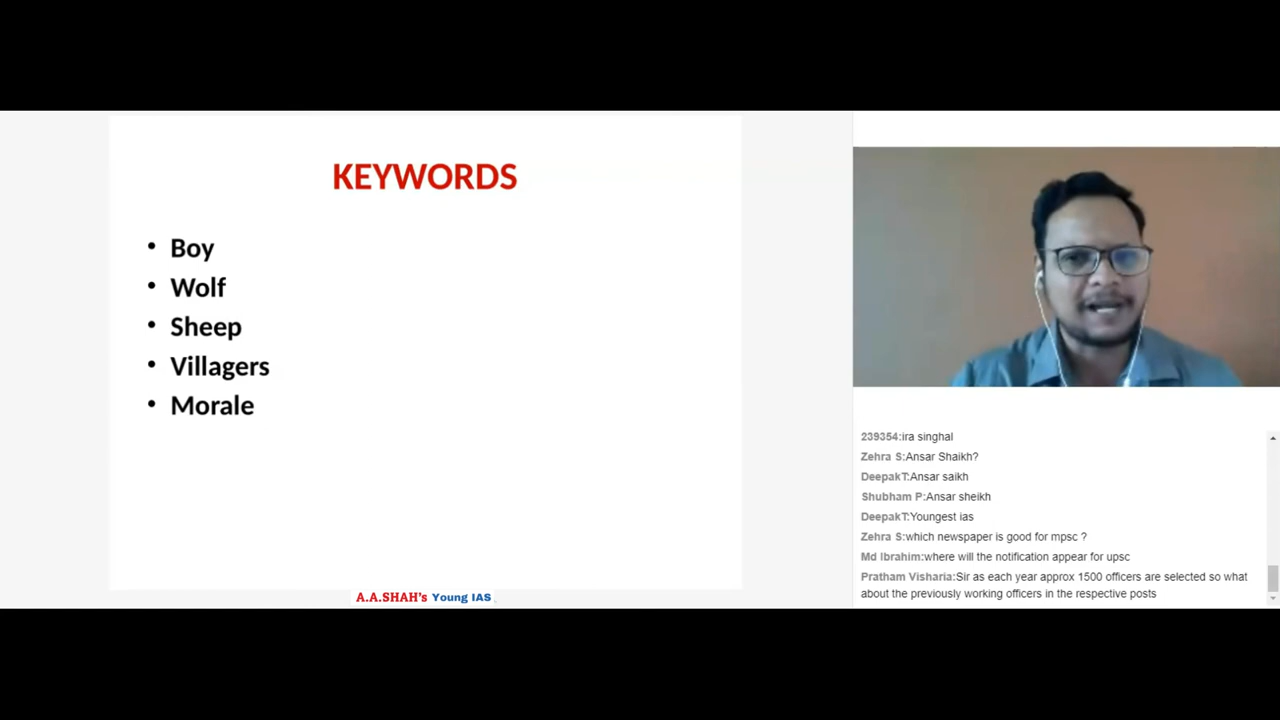 KEYWORDS
• Boy
• Wolf
• Sheep
• Villagers
• Morale
A.A.SHAH's Young IAS
239354:ira singhal
Zehra S:Ansar Shaikh?
DeepakT:Ansar saikh
Shubham P:Ansar sheikh
DeepakT:Youngest ias
Zehra S:which newspaper is good for mpsc ?
Md Ibrahim:where will the notification appear for upsc
Pratham Visharia:Sir as each year approx 1500 officers are selected so what
about the previously working officers in the respective posts